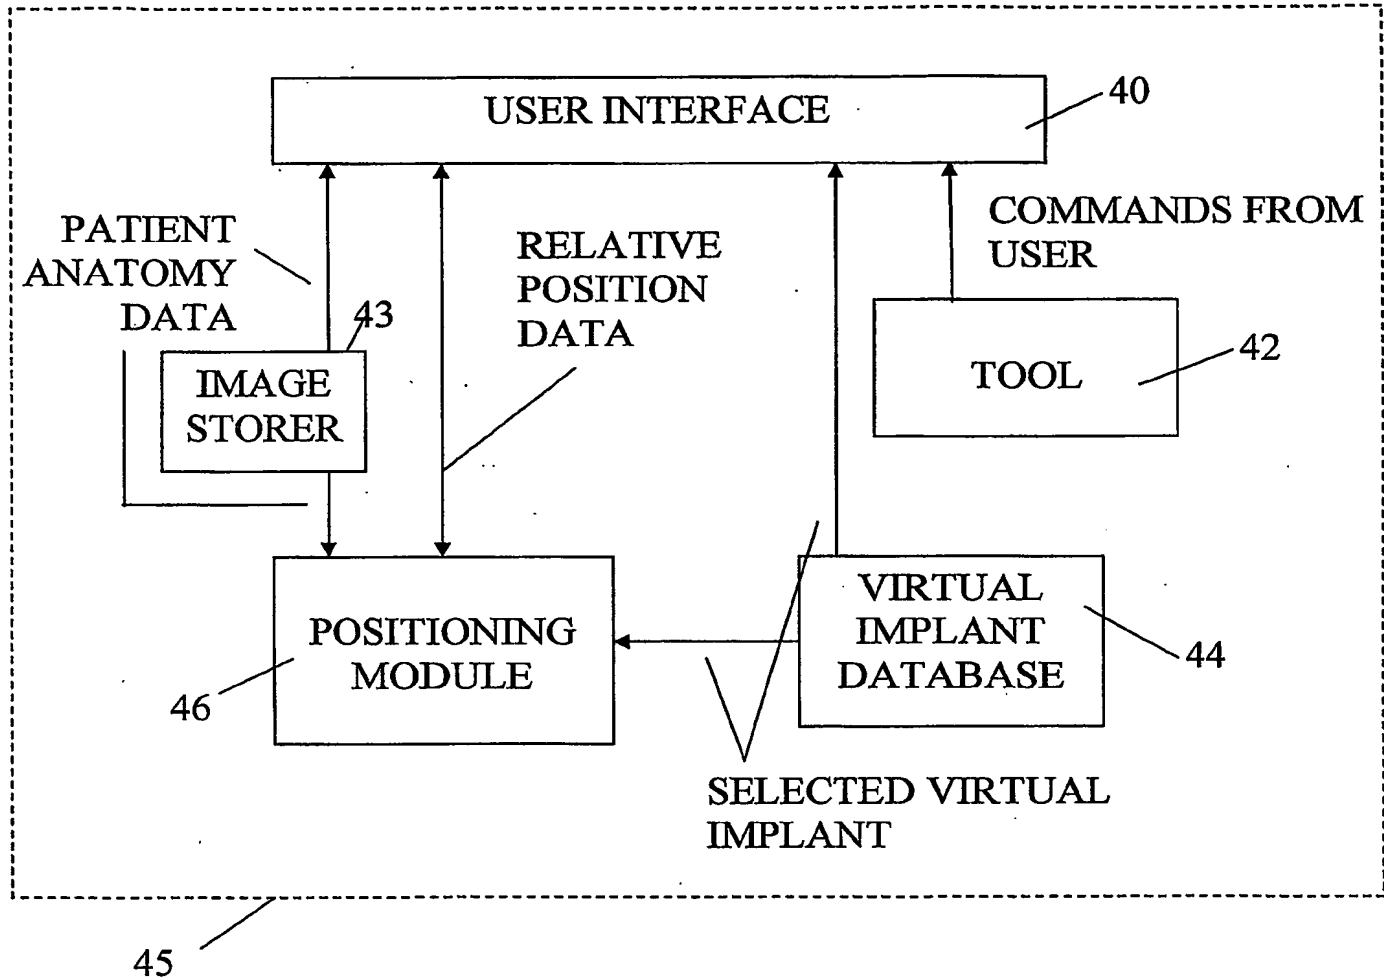 USER INTERFACE
40
PATIENT
ANATOMY
DATA
RELATIVE
POSITION
DATA
COMMANDS FROM
USER
43
IMAGE
STORER
TOOL
42
POSITIONING
MODULE
46
VIRTUAL
IMPLANT
DATABASE
44
SELECTED VIRTUAL
IMPLANT
45